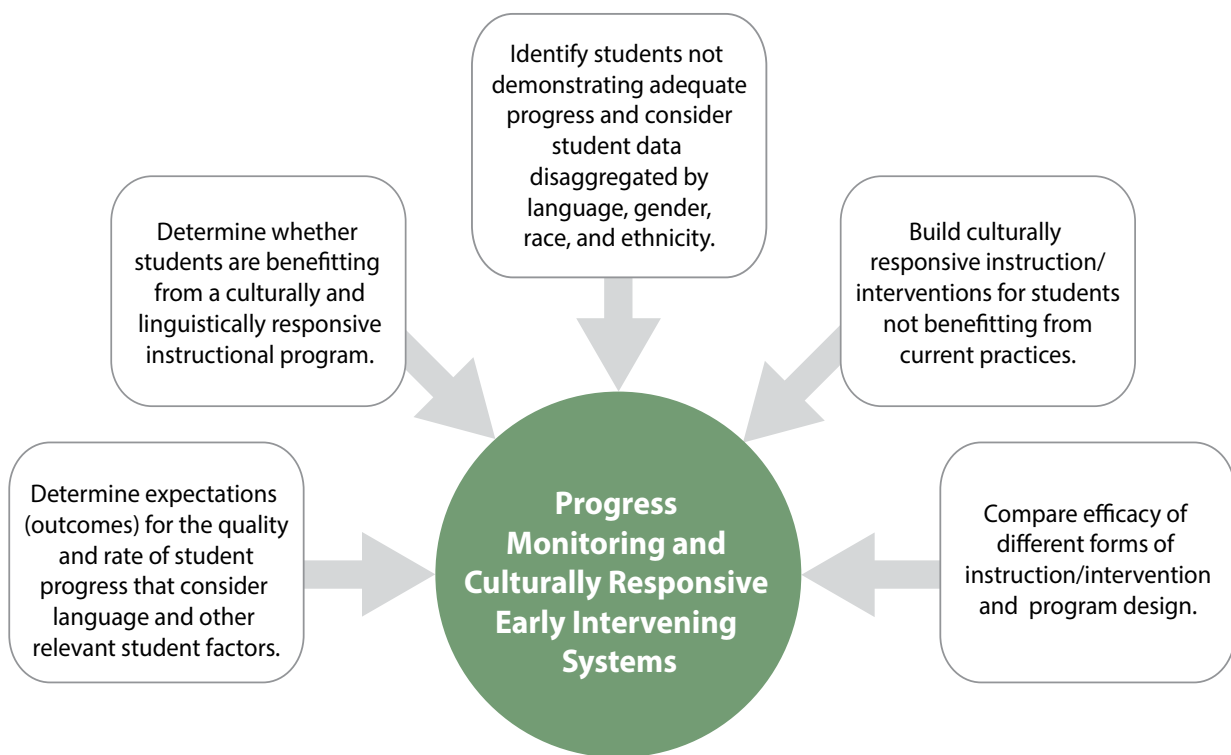 Identify students not
demonstrating adequate
progress and consider
student data
disaggregated by
language, gender,
race, and ethnicity.
Determine whether
students are benefitting
from a culturally and
linguistically responsive
instructional program.
Build culturally
responsive instruction/
interventions for students
not benefitting from
current practices.
Determine expectations
(outcomes) for the quality
and rate of student
progress that consider
language and other
relevant student factors.
Progress
Monitoring and
Culturally Responsive
Early Intervening
Systems
Compare efficacy of
different forms of
instruction/intervention
and program design.